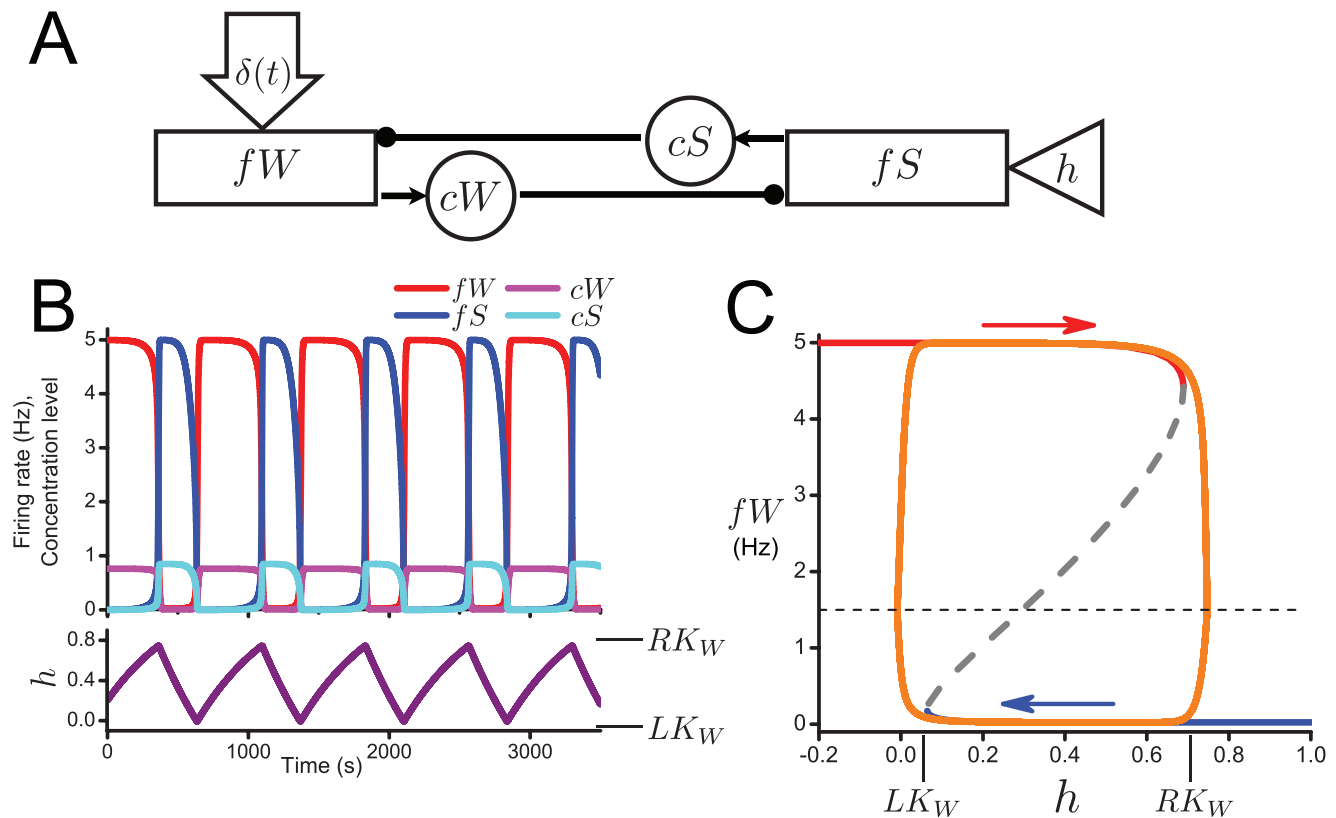 A
δ(t)
fW
cW
cS
fS
h
B
fW cW
fS cS
Firing rate (Hz),
Concentration level
5
4
3
2
1
0
h
0.8
0.4
0.0
RK_W
LK_W
0 1000 2000 3000
Time (s)
C
fW
(Hz)
5
4
3
2
1
0
-0.2 0.0 0.2 0.4 0.6 0.8 1.0
LK_W h RK_W